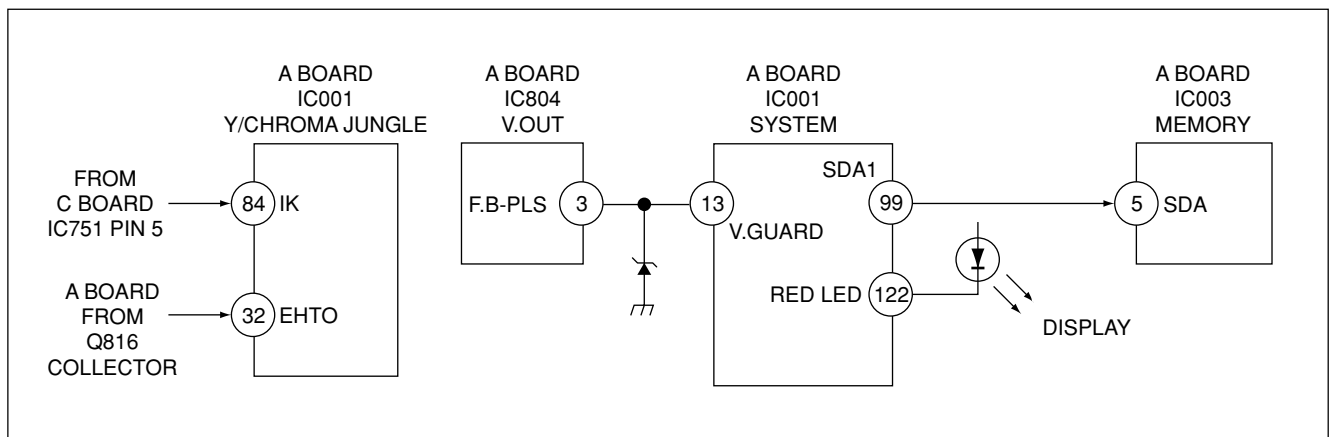 A BOARD
IC001
Y/CHROMA JUNGLE
FROM
C BOARD
IC751 PIN 5
84
IK
A BOARD
FROM
Q816
COLLECTOR
32
EHTO
A BOARD
IC804
V.OUT
F.B-PLS
3
A BOARD
IC001
SYSTEM
13
V.GUARD
SDA1
99
RED LED
122
DISPLAY
A BOARD
IC003
MEMORY
5
SDA